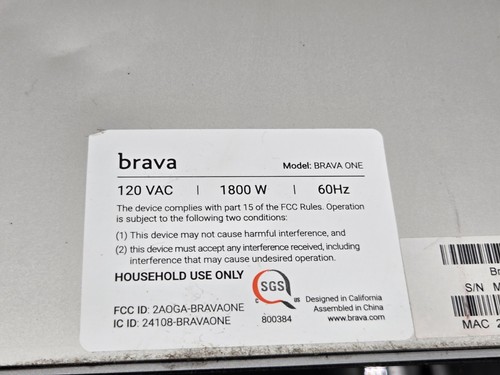 brava
Model: BRAVA ONE
120 VAC | 1800 W | 60Hz
The device complies with part 15 of the FCC Rules. Operation
is subject to the following two conditions:
(1) This device may not cause harmful interference, and
(2) this device must accept any interference received, including
interference that may cause undesired operation.
HOUSEHOLD USE ONLY
SGS
C US
FCC ID: 2AOGA-BRAVAONE
IC ID: 24108-BRAVAONE
800384
Designed in California
Assembled in China
www.brava.com
Br
S/N M
MAC 2